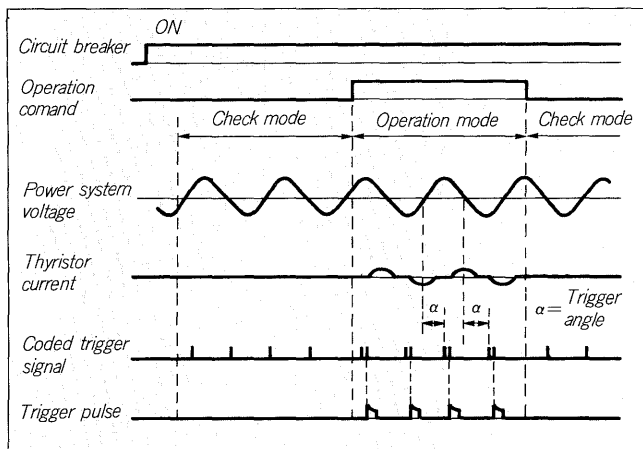 ON
Circuit breaker
Operation
comand
Check mode
Operation mode
Check mode
Power system
voltage
Thyristor
current
α α α= Trigger
angle
Coded trigger
signal
Trigger pulse